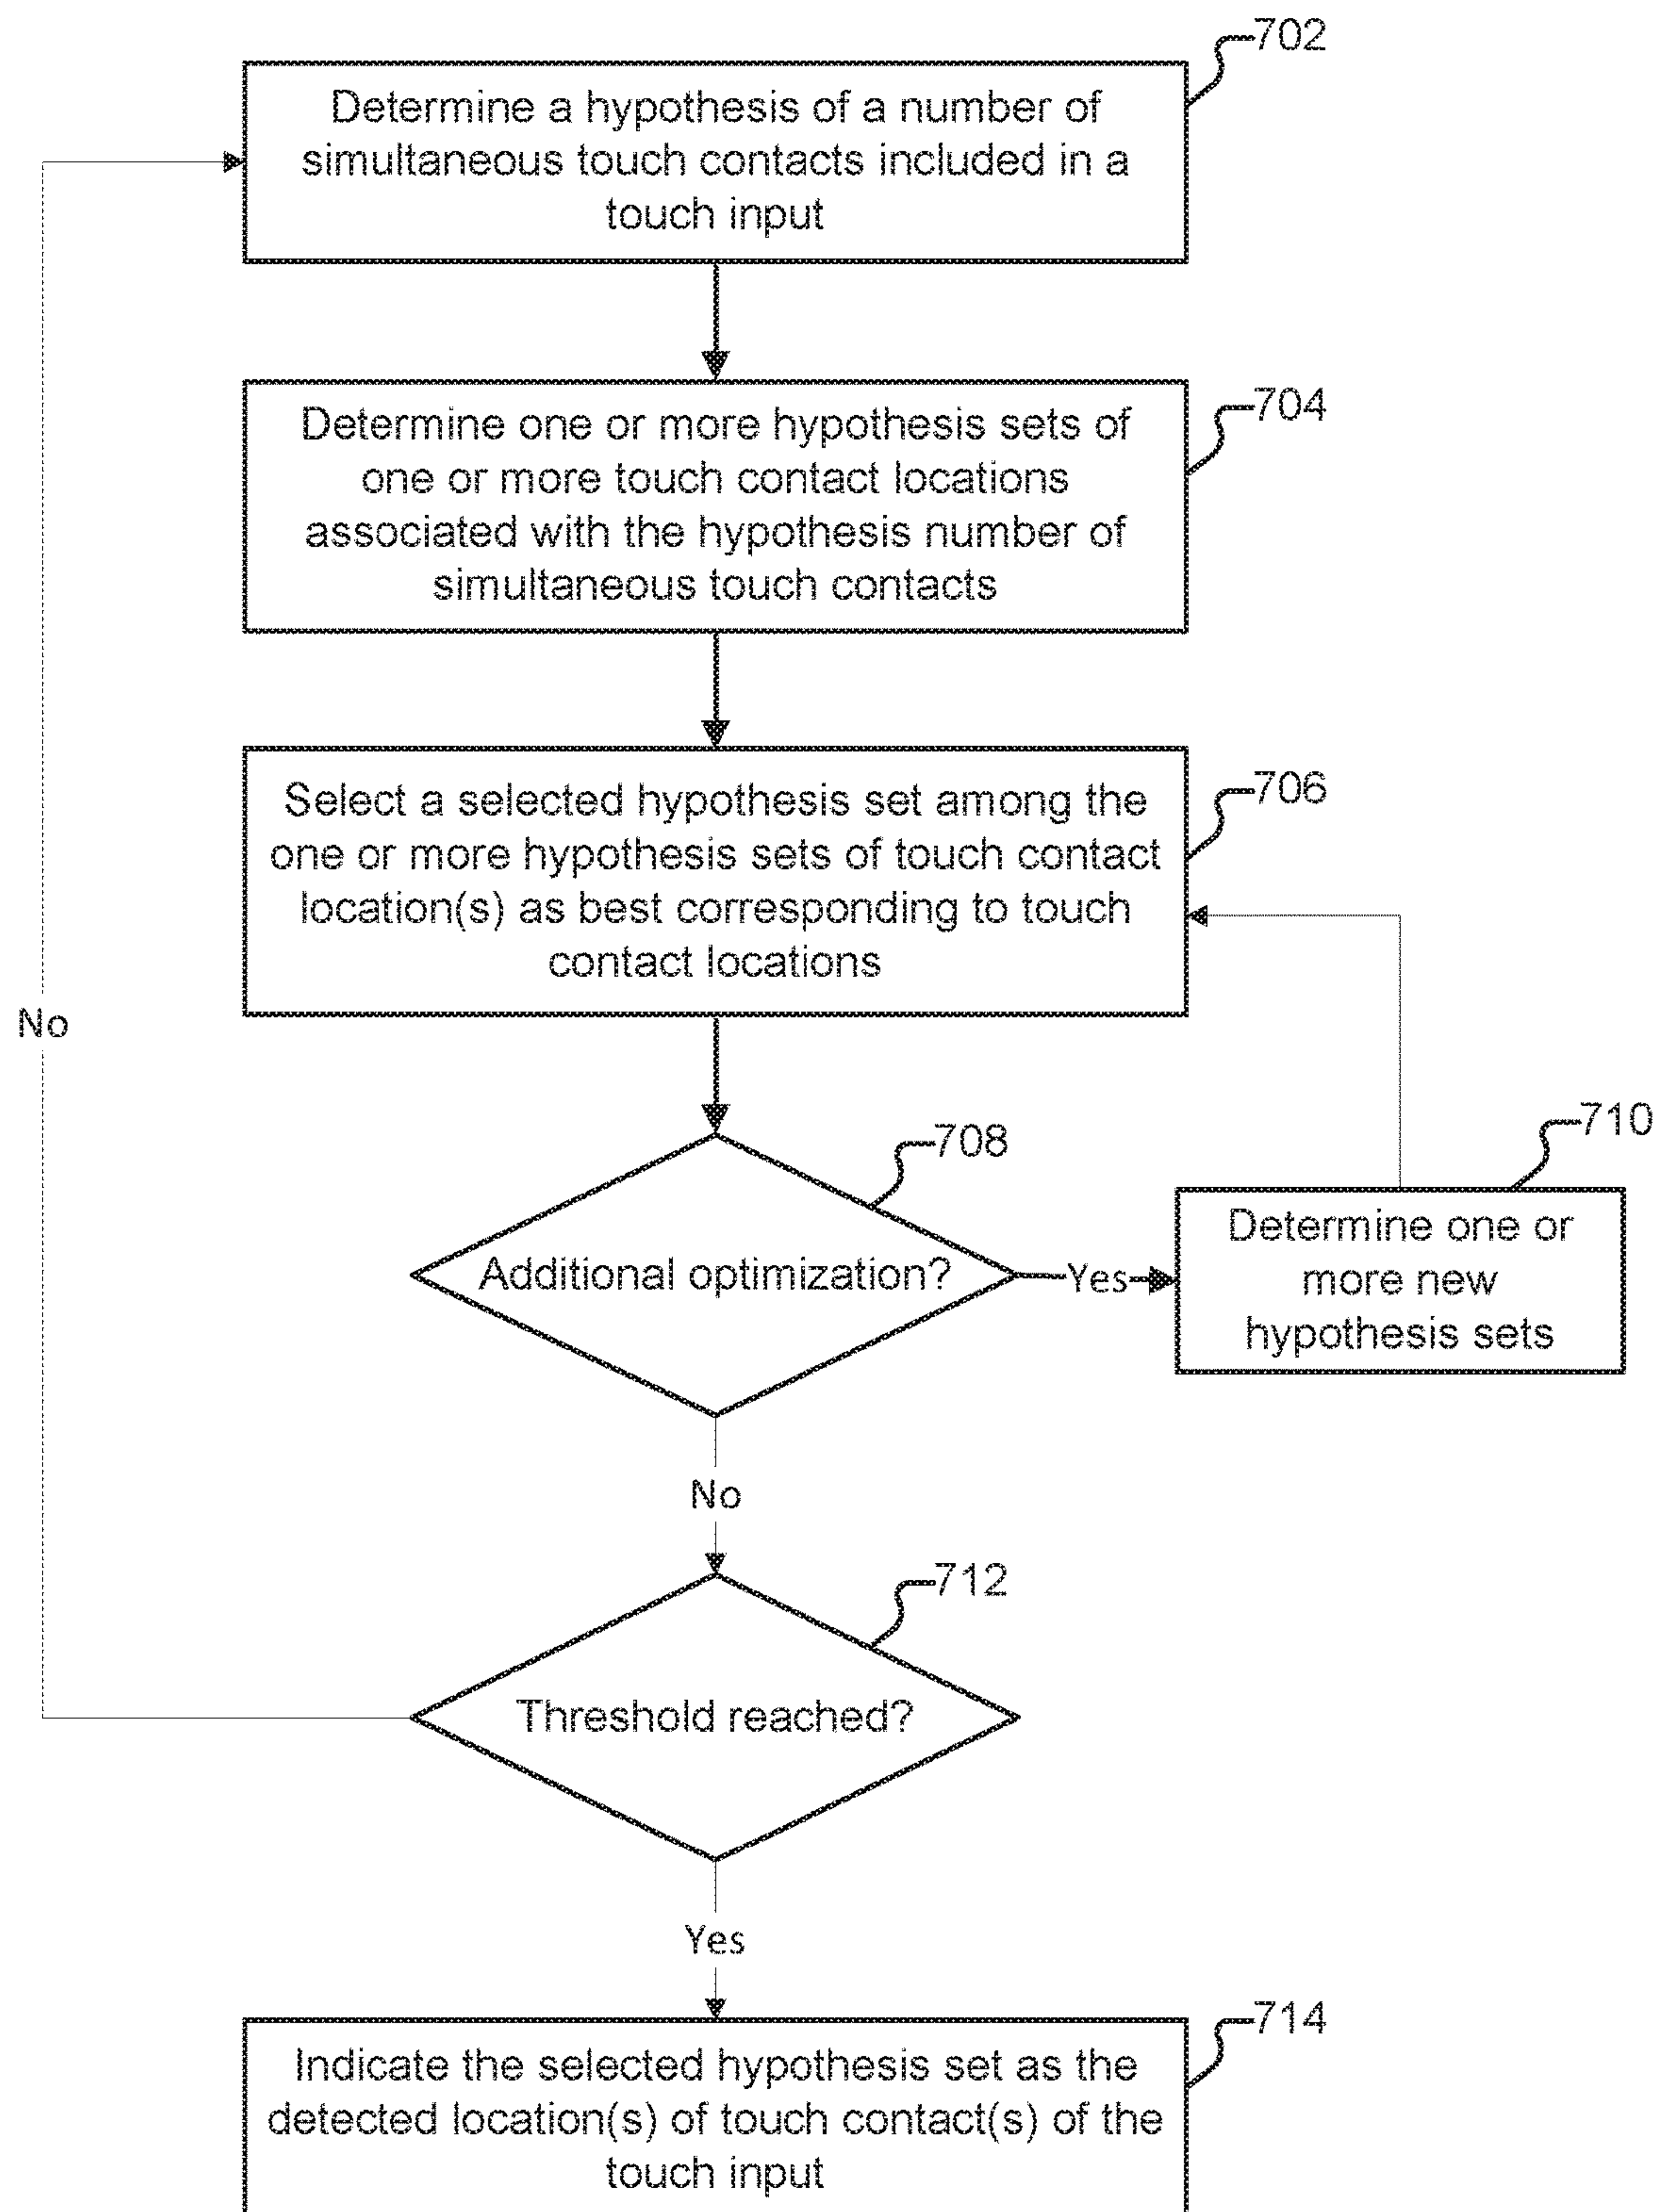 702
Determine a hypothesis of a number of
simultaneous touch contacts included in a
touch input
704
Determine one or more hypothesis sets of
one or more touch contact locations
associated with the hypothesis number of
simultaneous touch contacts
706
Select a selected hypothesis set among the
one or more hypothesis sets of touch contact
location(s) as best corresponding to touch
contact locations
No
708
Additional optimization?
Yes
710
Determine one or
more new
hypothesis sets
No
712
Threshold reached?
Yes
714
Indicate the selected hypothesis set as the
detected location(s) of touch contact(s) of the
touch input